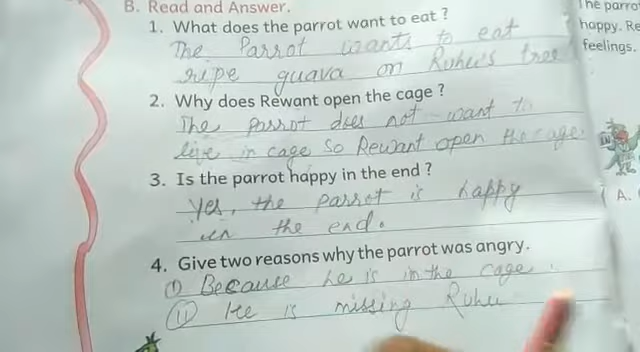 B. Read and Answer.
1. What does the parrot want to eat ?
The Parrot wants to eat
ripe guava on Ruhu's tree
2. Why does Rewant open the cage ?
The parrot does not want to
live in cage So Rewant open the cage
3. Is the parrot happy in the end ?
Yes, the parrot is happy
in the end.
4. Give two reasons why the parrot was angry.
(i) Because he is in the cage.
(ii) He is missing Ruhu
The parro
happy. Re
feelings.
A.